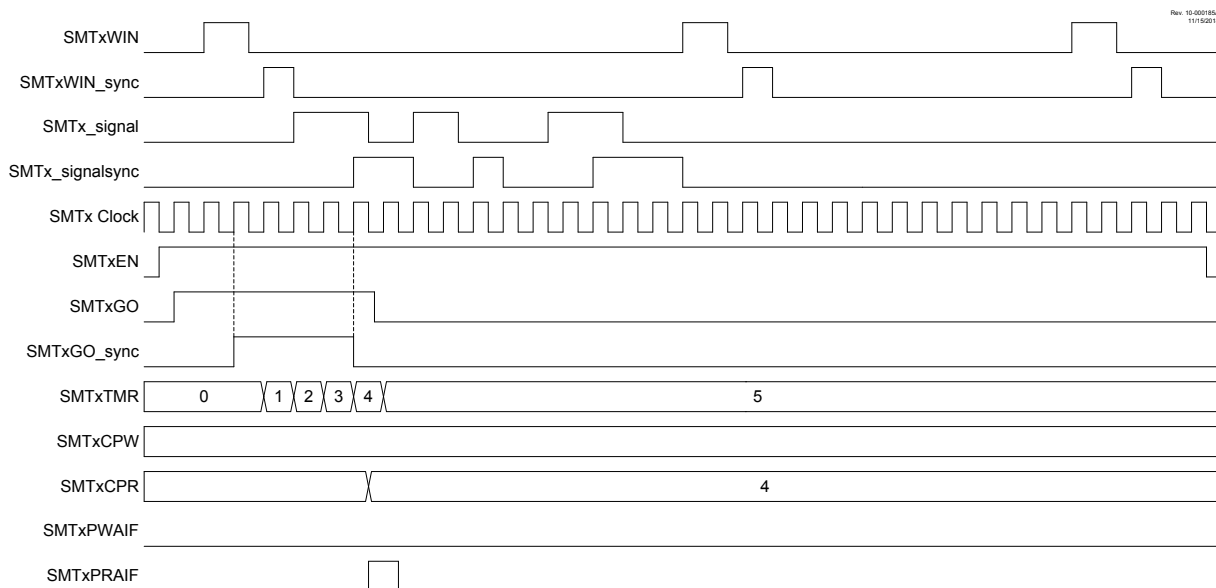 Rev. 10-000185A
11/15/201
SMTxWIN
SMTxWIN_sync
SMTx_signal
SMTx_signalsync
SMTx Clock
SMTxEN
SMTxGO
SMTxGO_sync
SMTxTMR 0 1 2 3 4 5
SMTxCPW
SMTxCPR 4
SMTxPWAIF
SMTxPRAIF